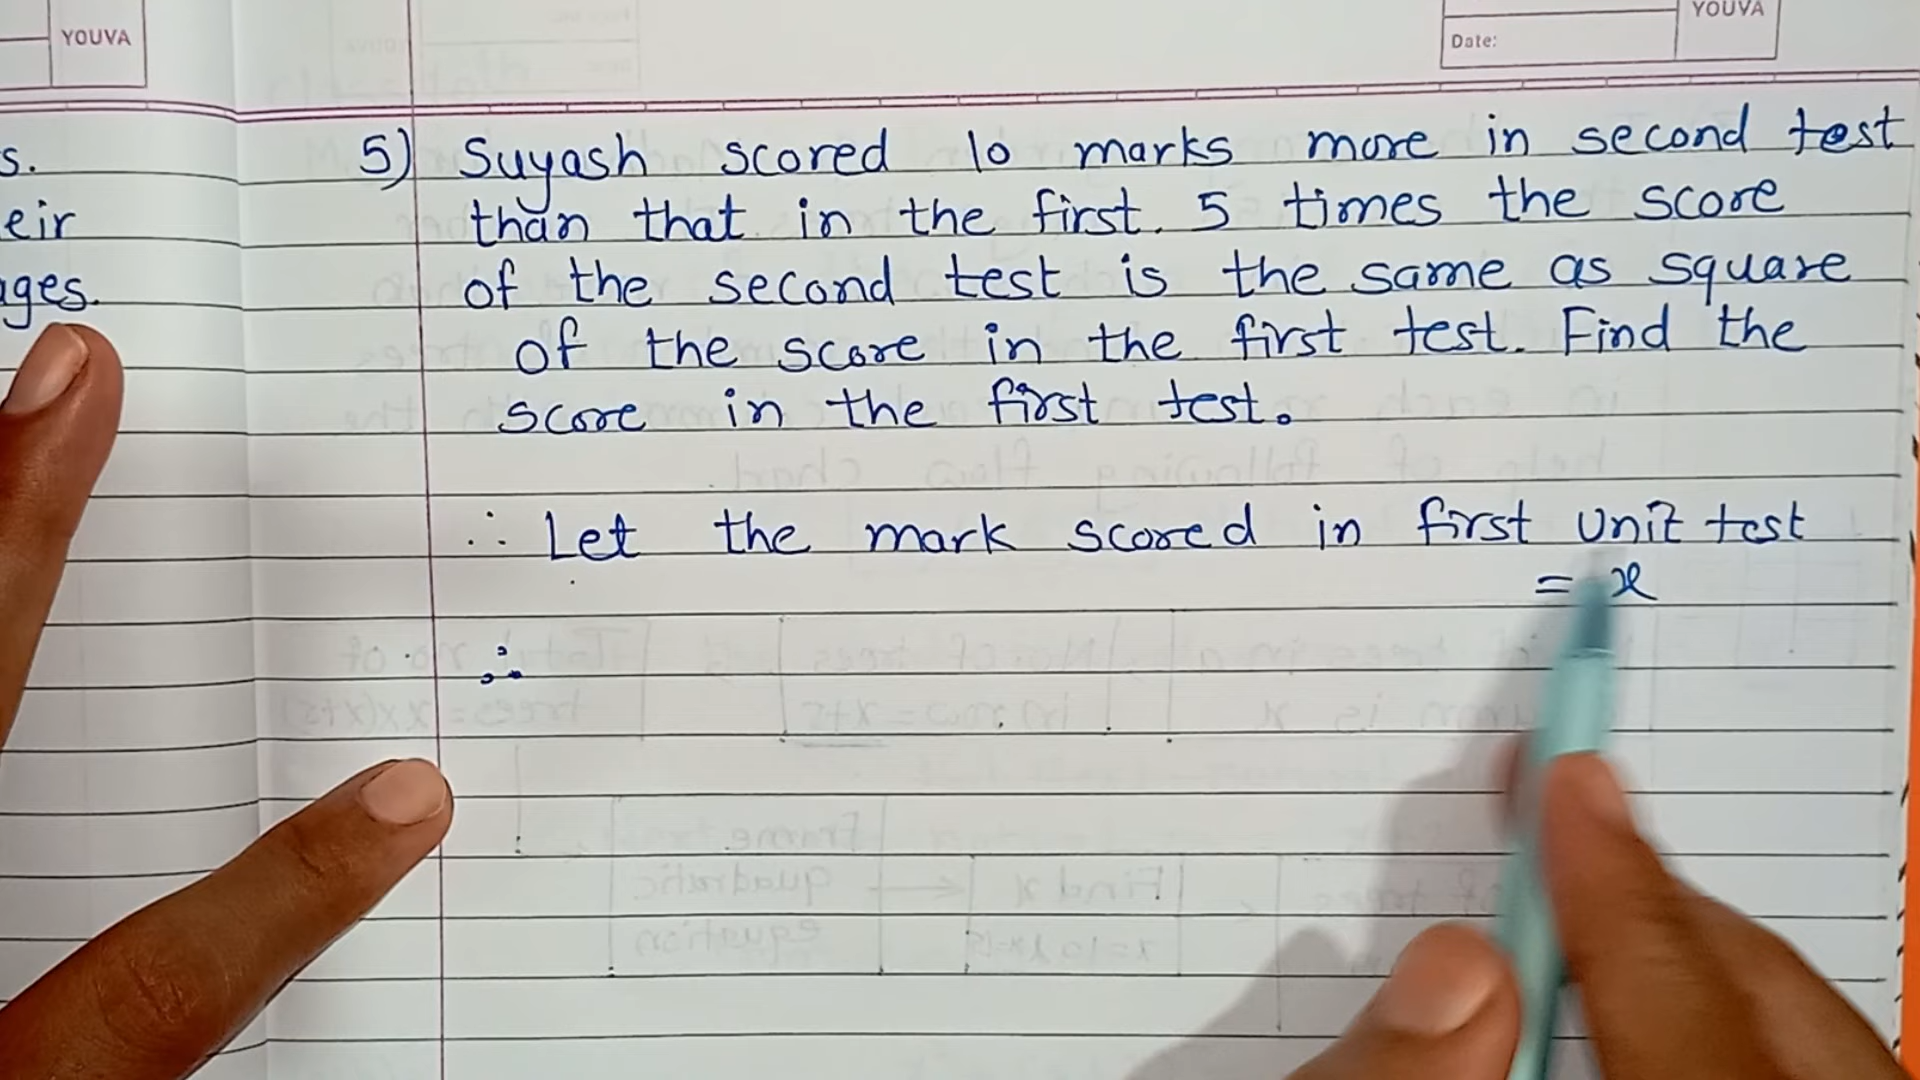 YOUVA
YOUVA
Date:
s.
eir
ages.
5) Suyash scored 10 marks more in second test
than that in the first. 5 times the score
of the second test is the same as square
of the score in the first test. Find the
score in the first test.
∴ Let the mark scored in first unit test
= x
∴